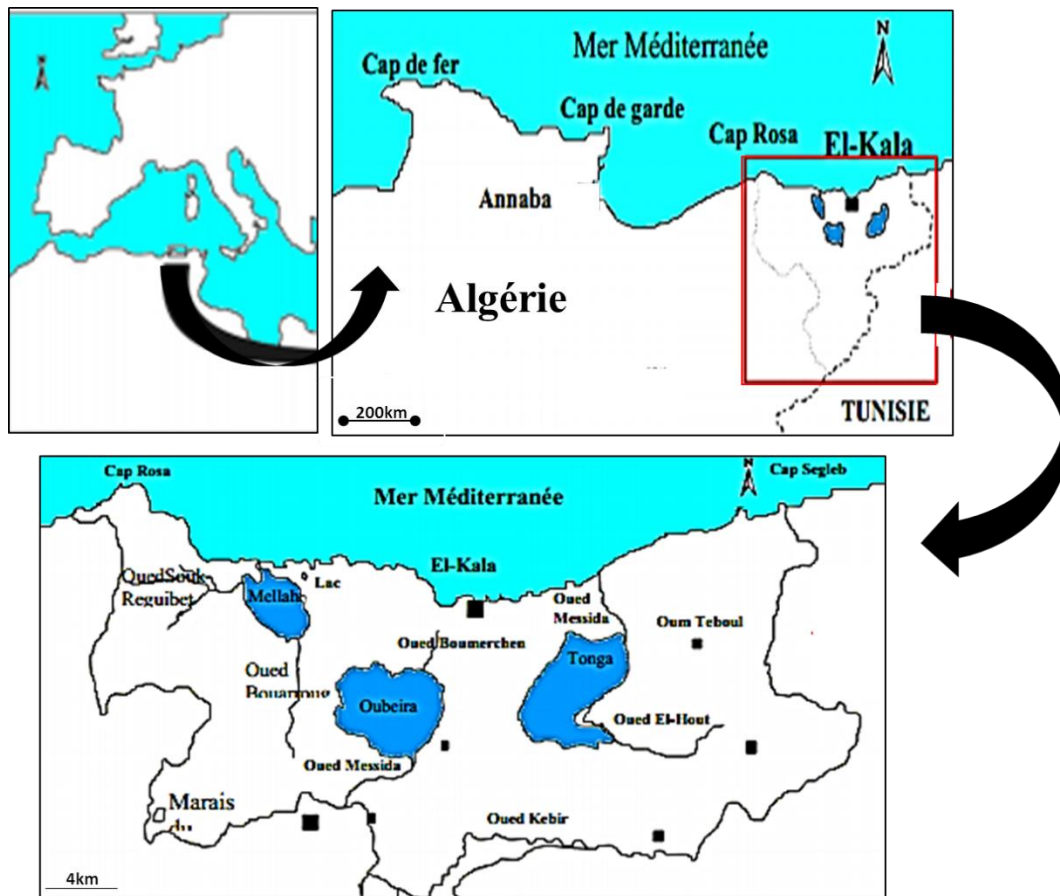 N
Mer Méditerranée
N
Cap de fer
Cap de garde
Cap Rosa
El-Kala
Annaba
Algérie
200km
TUNISIE
Cap Rosa
Mer Méditerranée
N
Cap Segleb
El-Kala
Lac
Reguibet
Mellah
Oued
Messida
Oum Teboul
Oued Boumerchen
Tonga
Oued
Oubeira
Oued El-Hout
Oued Messida
Marais
Oued Kebir
4km